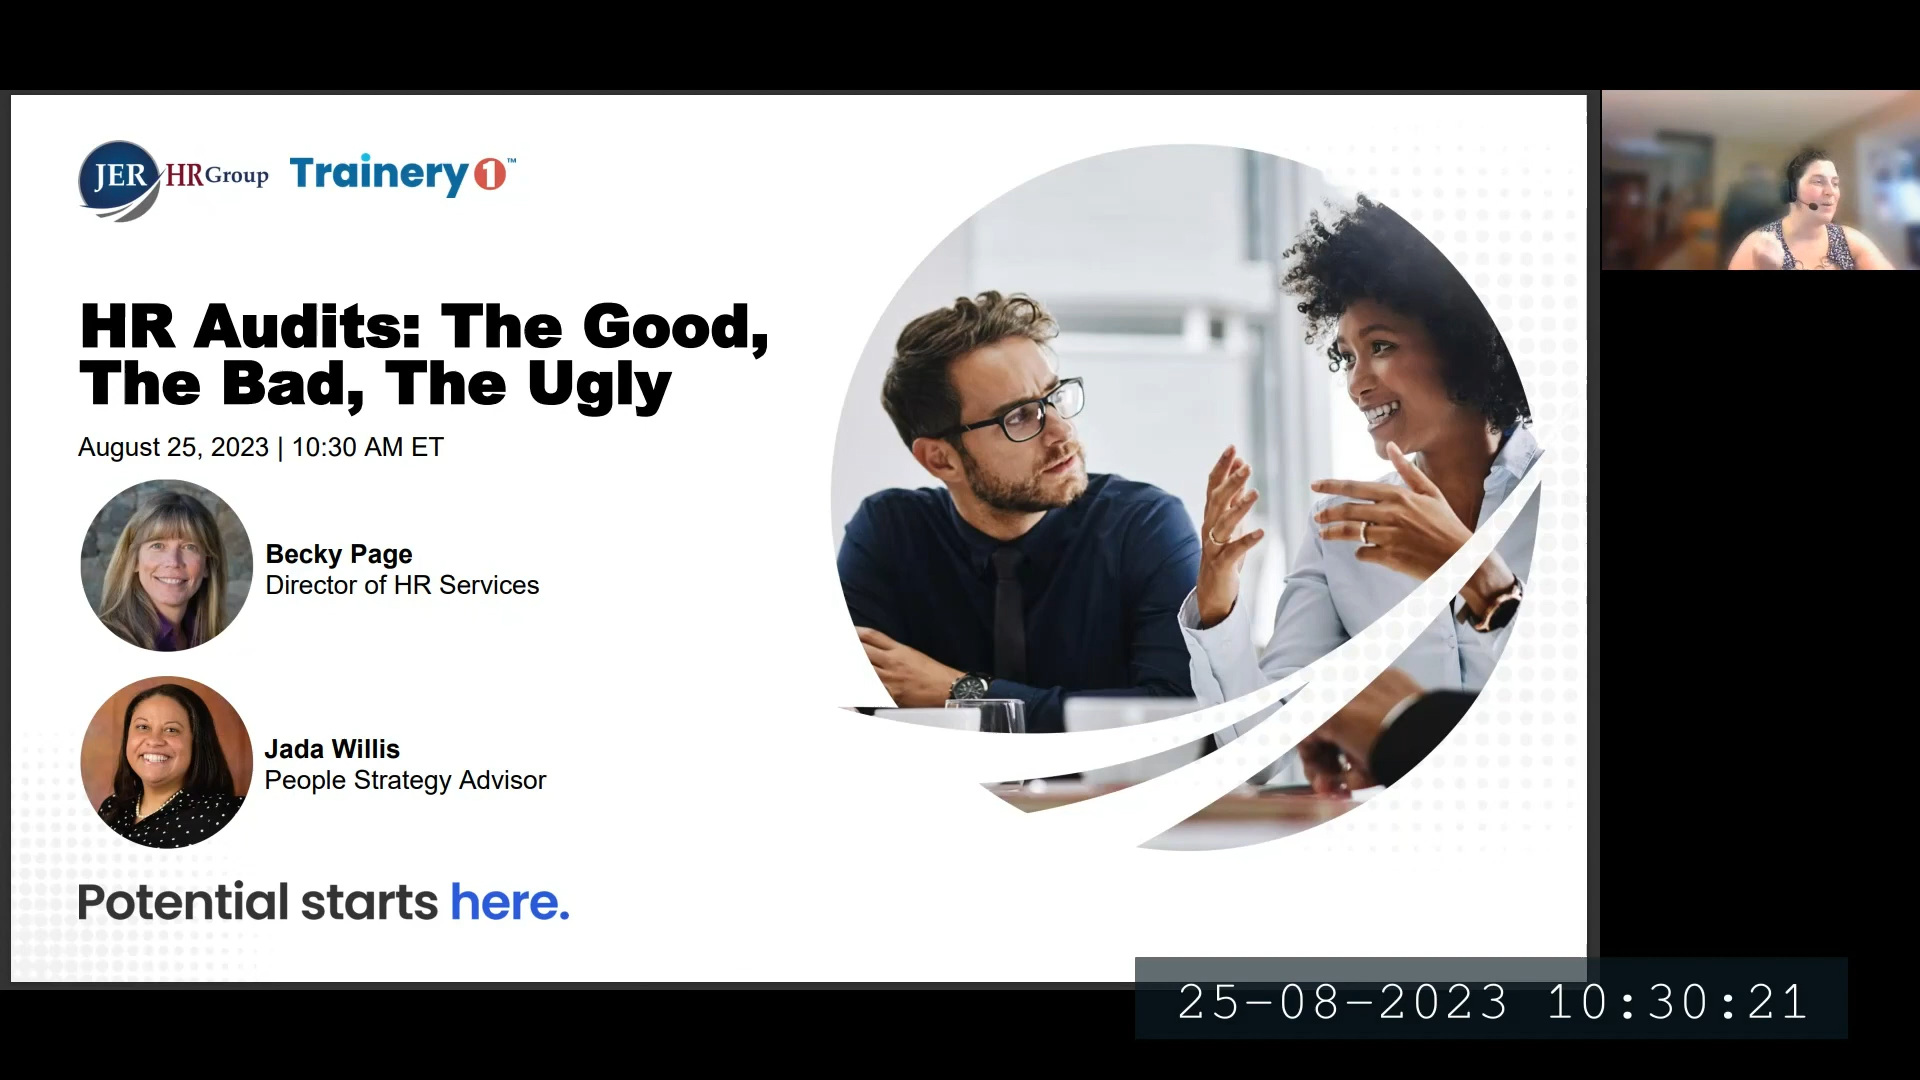 JER HRGroup Trainery1™
HR Audits: The Good,
The Bad, The Ugly
August 25, 2023 | 10:30 AM ET
Becky Page
Director of HR Services
Jada Willis
People Strategy Advisor
Potential starts here.
25-08-2023 10:30:21